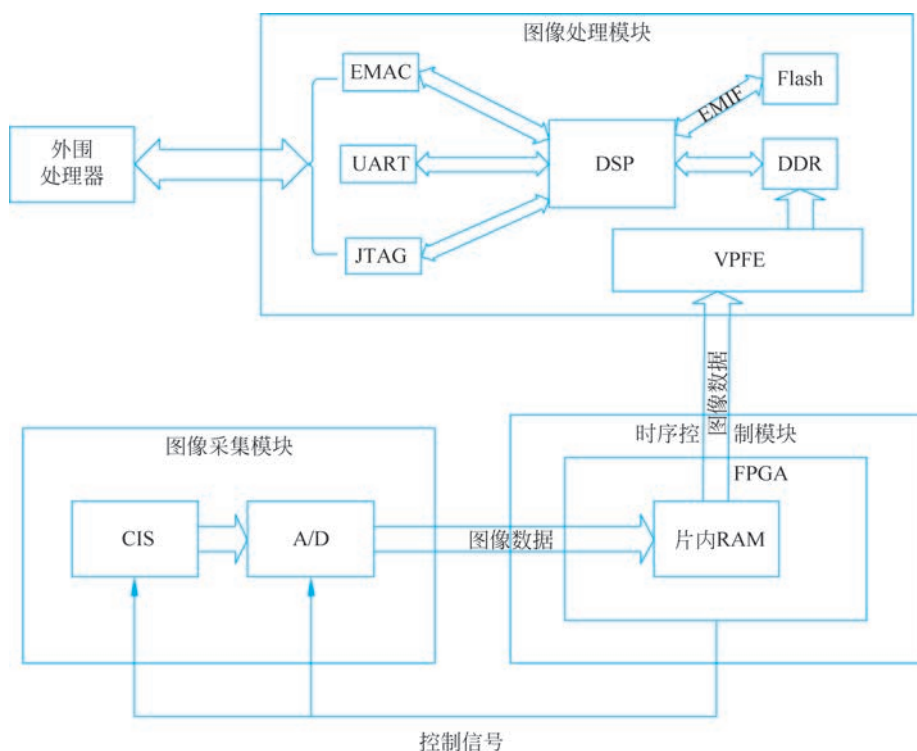 图像处理模块
EMAC
Flash
EMIF
外围
处理器
UART
DSP
DDR
JTAG
VPFE
图像数据
时序控 制模块
图像采集模块
FPGA
CIS
A/D
图像数据
片内RAM
控制信号